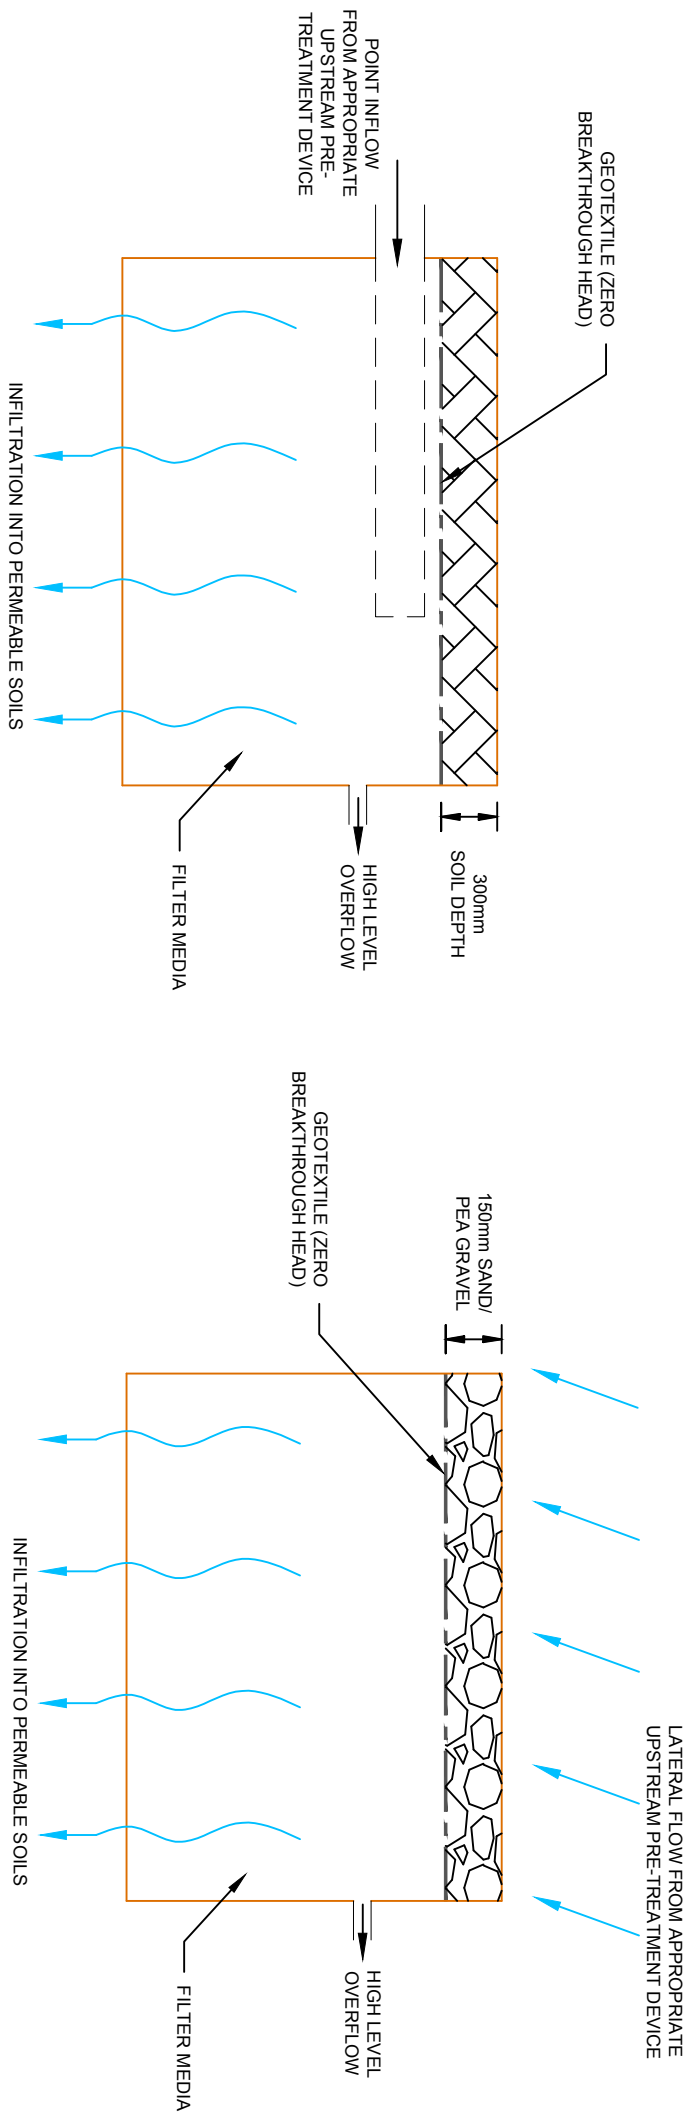 POINT INFLOW
FROM APPROPRIATE
UPSTREAM PRE-
TREATMENT DEVICE
GEOTEXTILE (ZERO
BREAKTHROUGH HEAD)
300mm
SOIL DEPTH
HIGH LEVEL
OVERFLOW
FILTER MEDIA
INFILTRATION INTO PERMEABLE SOILS
LATERAL FLOW FROM APPROPRIATE
UPSTREAM PRE-TREATMENT DEVICE
150mm SAND/
PEA GRAVEL
GEOTEXTILE (ZERO
BREAKTHROUGH HEAD)
HIGH LEVEL
OVERFLOW
FILTER MEDIA
INFILTRATION INTO PERMEABLE SOILS